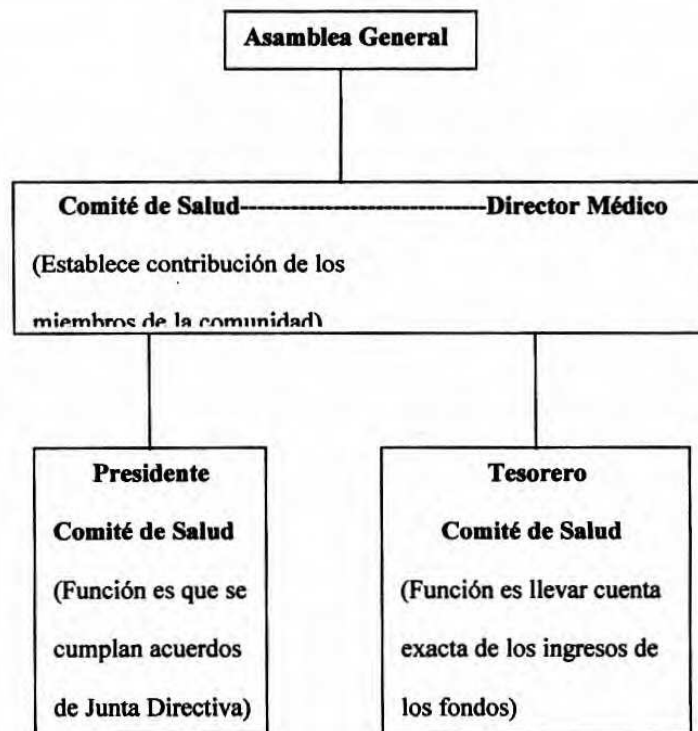 Asamblea General
Comité de Salud-----------------------------Director Médico
(Establece contribución de los
miembros de la comunidad)
Presidente
Comité de Salud
(Función es que se
cumplan acuerdos
de Junta Directiva)
Tesorero
Comité de Salud
(Función es llevar cuenta
exacta de los ingresos de
los fondos)